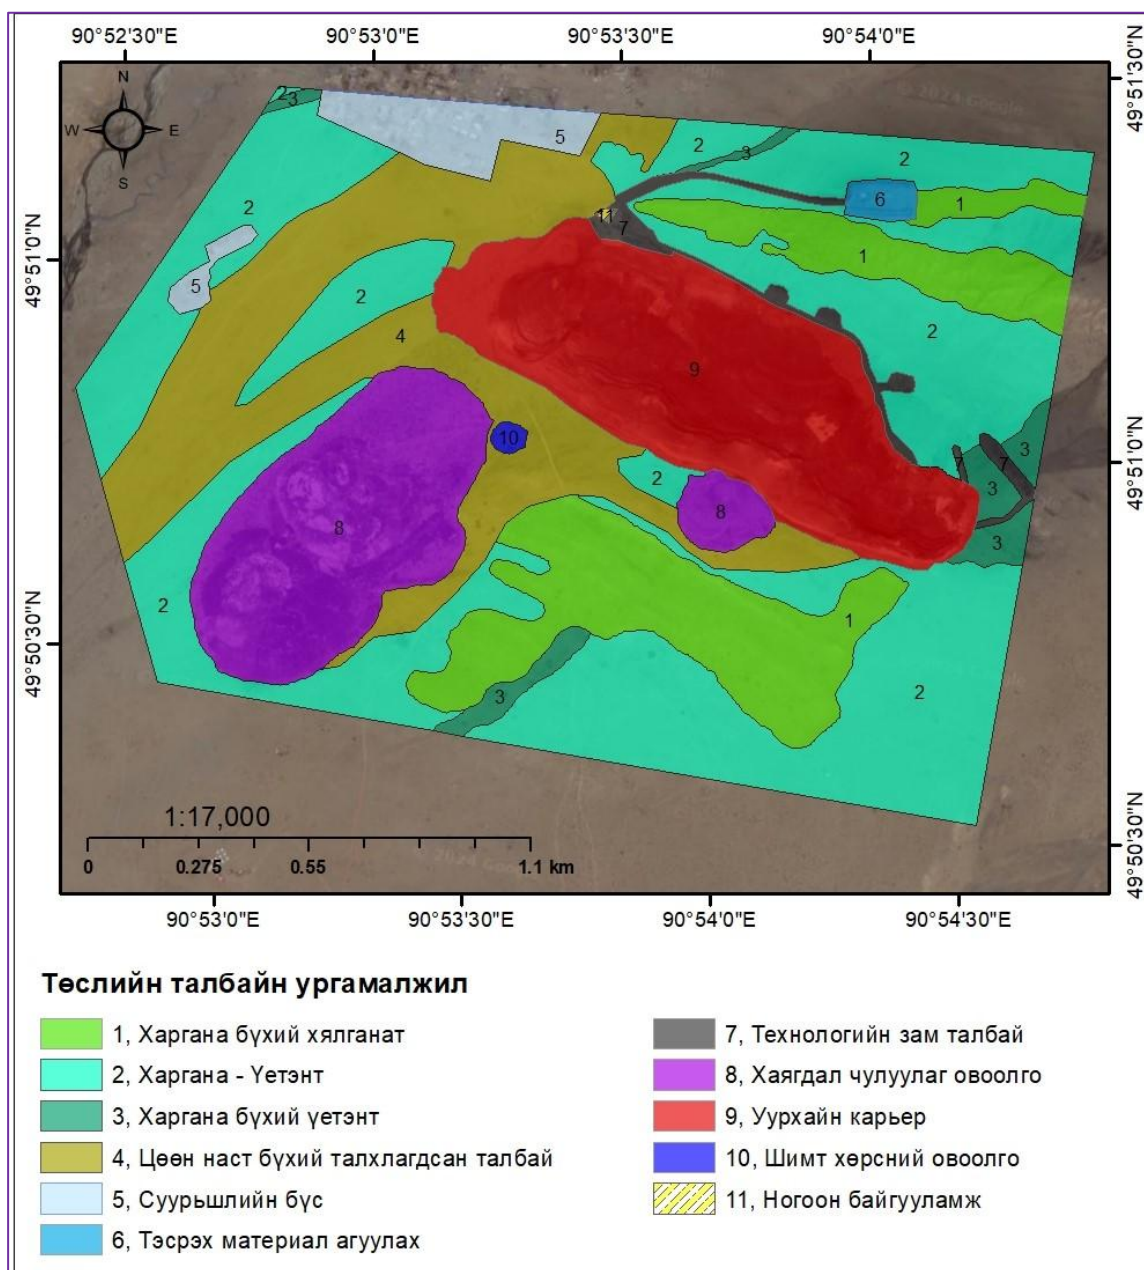 90°52'30"E 90°53'0"E 90°53'30"E 90°54'0"E
49°51'30"N
49°51'0"N
49°50'30"N
49°51'0"N
49°50'30"N
N
W E
S
2
3
5
2
3
2
2
6
1
11
7
1
5
2
2
4
9
10
3
2
7
7
3
8
8
3
2
1
3
2
1:17,000
0 0.275 0.55 1.1 km
90°53'0"E 90°53'30"E 90°54'0"E 90°54'30"E
Төслийн талбайн ургамалжил
1, Харгана бүхий хялганат
2, Харгана - Үетэнт
3, Харгана бүхий үетэнт
4, Цөөн наст бүхий талхлагдсан талбай
5, Суурьшлийн бүс
6, Тэсрэх материал агуулах
7, Технологийн зам талбай
8, Хаягдал чулуулаг овоолго
9, Уурхайн карьер
10, Шимт хөрсний овоолго
11, Ногоон байгууламж